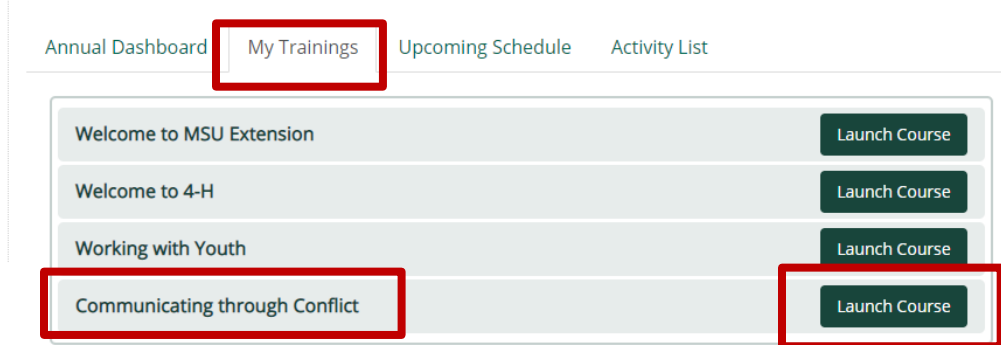 Annual Dashboard My Trainings Upcoming Schedule Activity List
Welcome to MSU Extension Launch Course
Welcome to 4-H Launch Course
Working with Youth Launch Course
Communicating through Conflict Launch Course